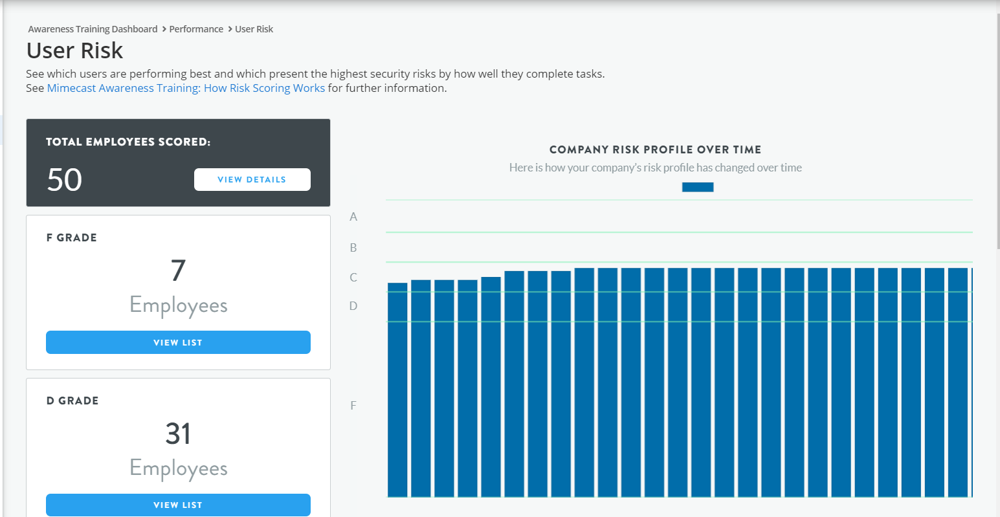 Awareness Training Dashboard > Performance > User Risk
User Risk
See which users are performing best and which present the highest security risks by how well they complete tasks.
See Mimecast Awareness Training: How Risk Scoring Works for further information.
TOTAL EMPLOYEES SCORED:
50
VIEW DETAILS
F GRADE
7
Employees
VIEW LIST
D GRADE
31
Employees
VIEW LIST
COMPANY RISK PROFILE OVER TIME
Here is how your company's risk profile has changed over time
A
B
C
D
F